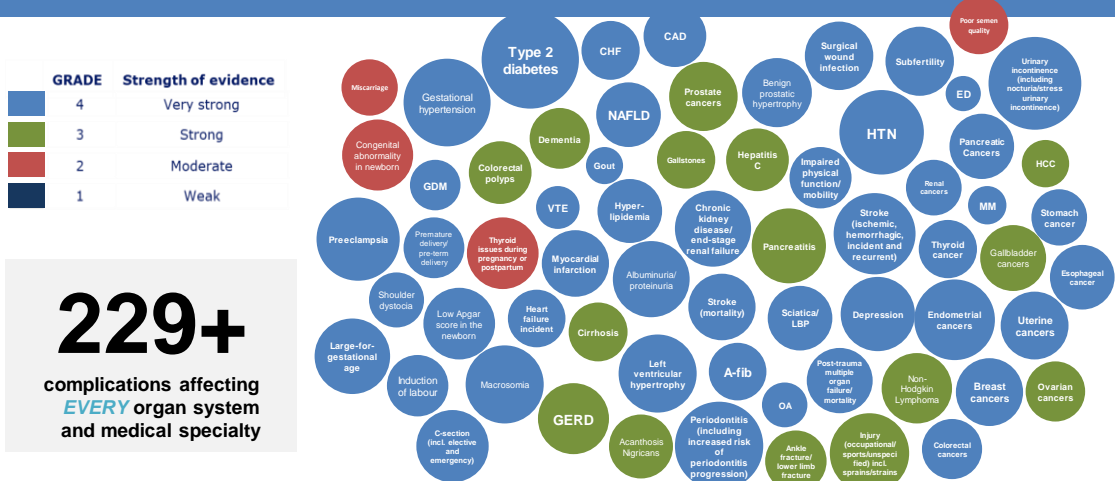 GRADE Strength of evidence
4 Very strong
3 Strong
2 Moderate
1 Weak
229+
complications affecting
EVERY organ system
and medical specialty
Type 2
diabetes
CHF
CAD
Surgical
wound
infection
Subfertility
Poor semen
quality
Urinary
incontinence
(including
nocturia/stress
urinary
incontinence)
Miscarriage
Gestational
hypertension
Prostate
cancers
Benign
prostatic
hypertrophy
ED
NAFLD
HTN
Dementia
Congenital
abnormality
in newborn
Colorectal
polyps
Gout
Gallstones
Hepatitis
C
Impaired
physical
function/
mobility
Pancreatic
Cancers
HCC
GDM
Renal
cancers
VTE
Hyper-
lipidemia
Chronic
kidney
disease/
end-stage
renal failure
MM
Stomach
cancer
Preeclampsia
Premature
delivery/
pre-term
delivery
Thyroid
issues during
pregnancy or
postpartum
Myocardial
infarction
Pancreatitis
Stroke
(ischemic,
hemorrhagic,
incident and
recurrent)
Thyroid
cancer
Gallbladder
cancers
Esophageal
cancer
Albuminuria/
proteinuria
Shoulder
dystocia
Low Apgar
score in the
newborn
Heart
failure
incident
Stroke
(mortality)
Sciatica/
LBP
Depression
Endometrial
cancers
Uterine
cancers
Cirrhosis
Large-for-
gestational
age
Induction
of labour
Macrosomia
Left
ventricular
hypertrophy
A-fib
Post-trauma
multiple
organ failure/
mortality
Non-
Hodgkin
Lymphoma
Breast
cancers
Ovarian
cancers
OA
GERD
C-section
(incl. elective
and
emergency)
Acanthosis
Nigricans
Periodontitis
(including
increased risk
of
periodontitis
progression)
Ankle
fracture/
lower limb
fracture
Injury
(occupational/
sports/unspeci
fied) incl.
sprains/strains
Colorectal
cancers